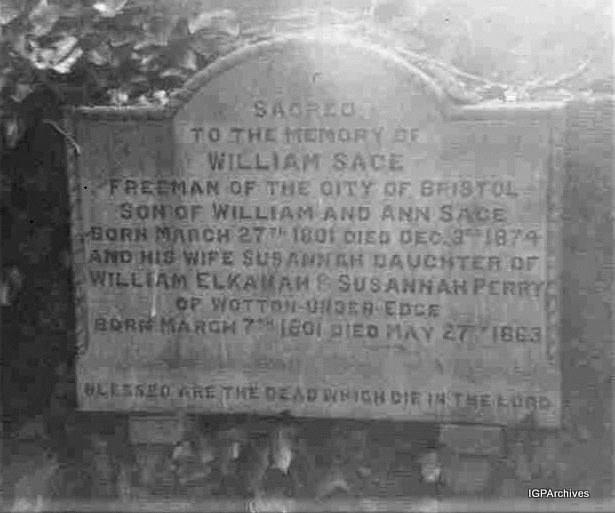 SACRED
TO THE MEMORY OF
WILLIAM SAGE
FREEMAN OF THE CITY OF BRISTOL
SON OF WILLIAM AND ANN SAGE
BORN MARCH 27TH 1801 DIED DEC. 3RD 1874
AND HIS WIFE SUSANNAH DAUGHTER OF
WILLIAM ELKANAH & SUSANNAH PERRY
OF WOTTON-UNDER-EDGE
BORN MARCH 7TH 1801 DIED MAY 27TH 1863
BLESSED ARE THE DEAD WHICH DIE IN THE LORD
IGPArchives